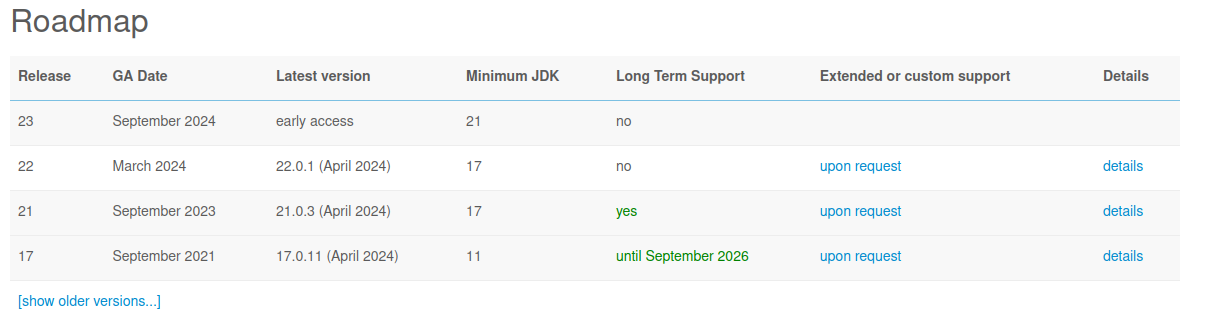 Roadmap
Release GA Date Latest version Minimum JDK Long Term Support Extended or custom support Details
23 September 2024 early access 21 no
22 March 2024 22.0.1 (April 2024) 17 no upon request details
21 September 2023 21.0.3 (April 2024) 17 yes upon request details
17 September 2021 17.0.11 (April 2024) 11 until September 2026 upon request details
[show older versions...]